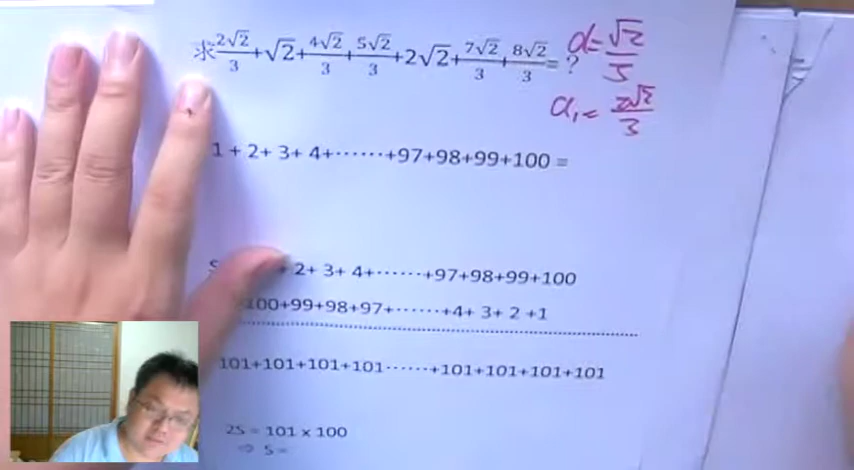 求2√2/3+√2+4√2/3+5√2/3+2√2+7√2/3+8√2/3=?
d=√2/3
a₁=2√2/3
1+2+3+4+⋯⋯+97+98+99+100=
+2+3+4+⋯⋯+97+98+99+100
100+99+98+97+⋯⋯+4+3+2+1
101+101+101+101⋯⋯+101+101+101+101
2S=101×100
⇒ S=